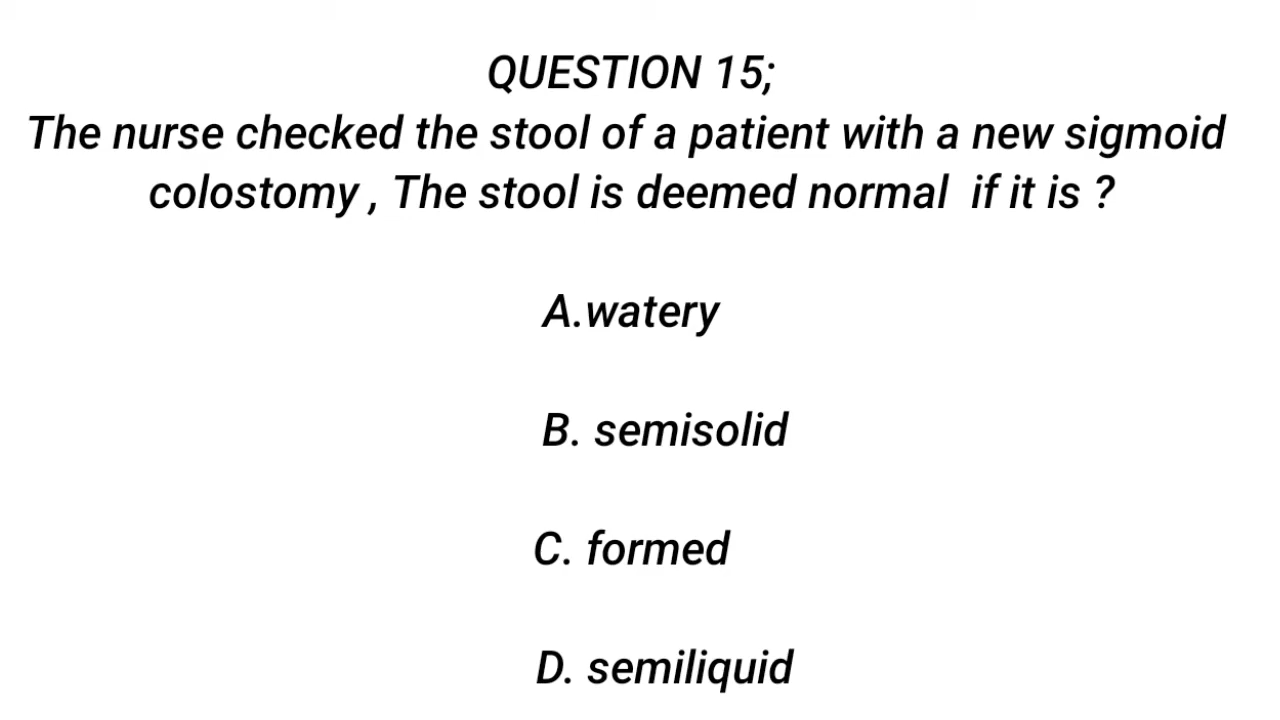 QUESTION 15;
The nurse checked the stool of a patient with a new sigmoid
colostomy , The stool is deemed normal if it is ?
A.watery
B. semisolid
C. formed
D. semiliquid